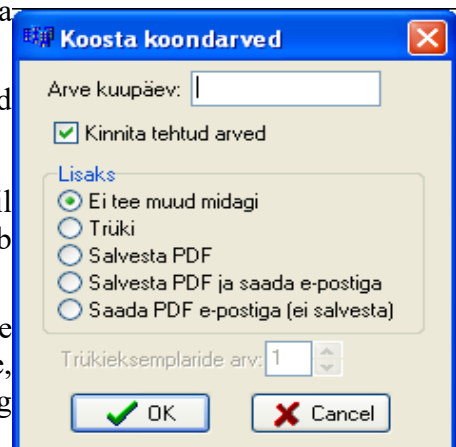 a
Koosta koondarved
Arve kuupäev:
d
Kinnita tehtud arved
Lisaks
il
Ei tee muud midagi
Trüki
b
Salvesta PDF
Salvesta PDF ja saada e-postiga
Saada PDF e-postiga (ei salvesta)
e
Trükieksemplaride arv: 1
e,
g
OK Cancel